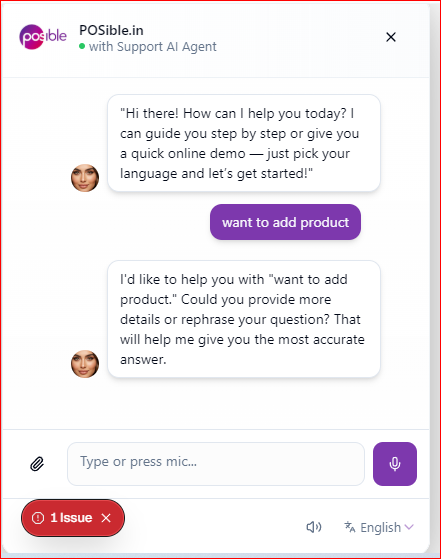 posible
POSible.in
with Support AI Agent
"Hi there! How can I help you today? I
can guide you step by step or give you
a quick online demo — just pick your
language and let's get started!"
want to add product
I'd like to help you with "want to add
product." Could you provide more
details or rephrase your question? That
will help me give you the most accurate
answer.
Type or press mic...
1 Issue
English